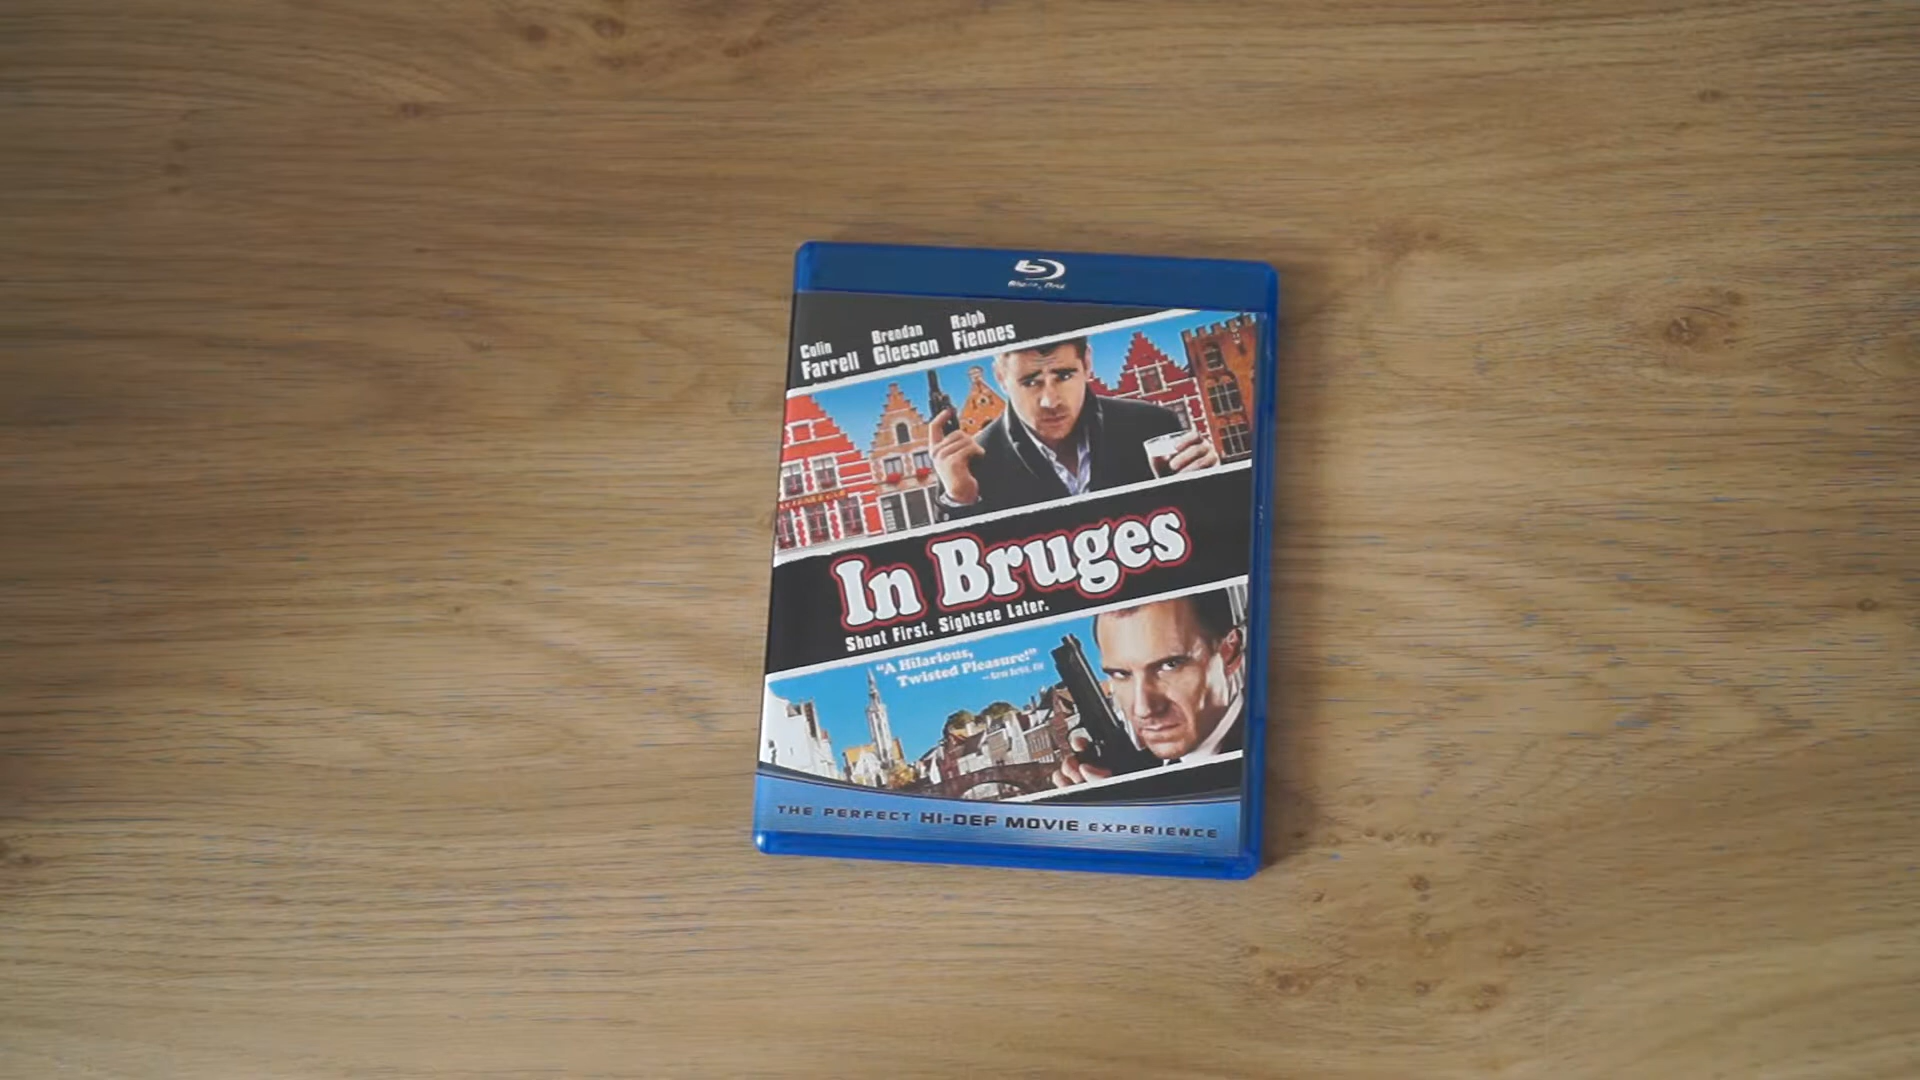 Colin
Farrell
Brendan
Gleeson
Ralph
Fiennes
In Bruges
Shoot First. Sightsee Later.
"A Hilarious,
Twisted Pleasure!"
THE PERFECT HI-DEF MOVIE EXPERIENCE